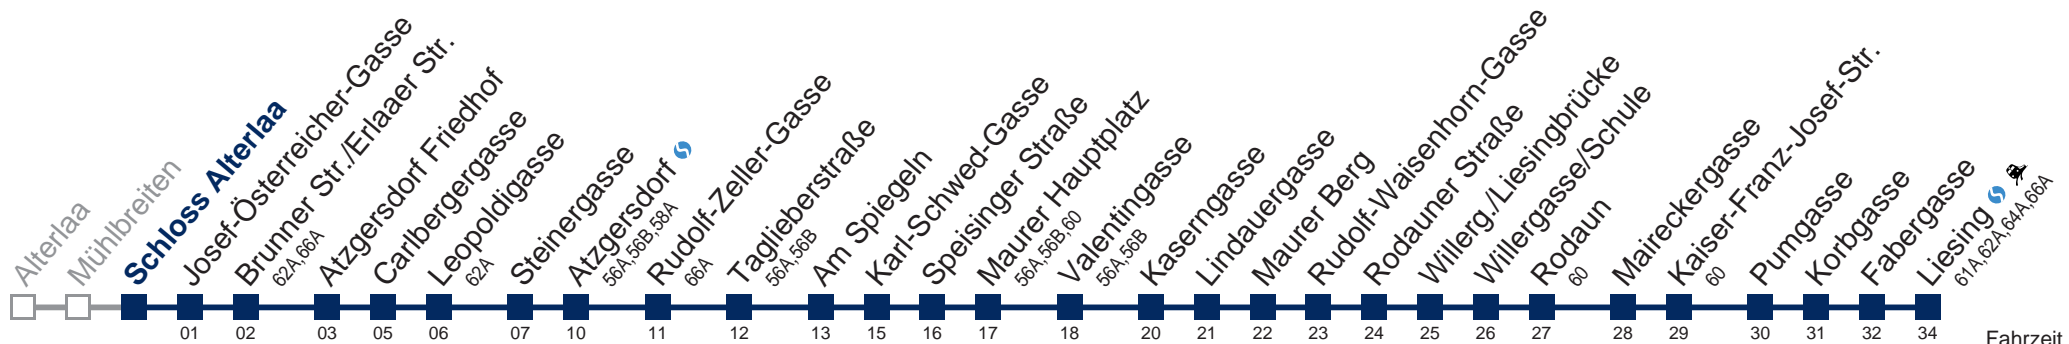 Alterlaa
Mühlbreiten
Schloss Alterlaa
Josef-Österreicher-Gasse
01
Brunner Str./Erlaaer Str.
62A,66A
02
Atzgersdorf Friedhof
03
Carlbergergasse
05
Leopoldigasse
62A
06
Steinergasse
07
Atzgersdorf
56A,56B,58A
10
Rudolf-Zeller-Gasse
66A
11
Taglieberstraße
56A,56B
12
Am Spiegeln
13
Karl-Schwed-Gasse
15
Speisinger Straße
16
Maurer Hauptplatz
56A,56B,60
17
Valentingasse
56A,56B
18
Kaserngasse
20
Lindauergasse
21
Maurer Berg
22
Rudolf-Waisenhorn-Gasse
23
Rodauner Straße
24
Willerg./Liesingbrücke
25
Willergasse/Schule
26
Rodaun
60
27
Maireckergasse
28
Kaiser-Franz-Josef-Str.
60
29
Pumgasse
30
Korbgasse
31
Fabergasse
32
Liesing
61A,62A,64A,66A
34
Fahrzeit